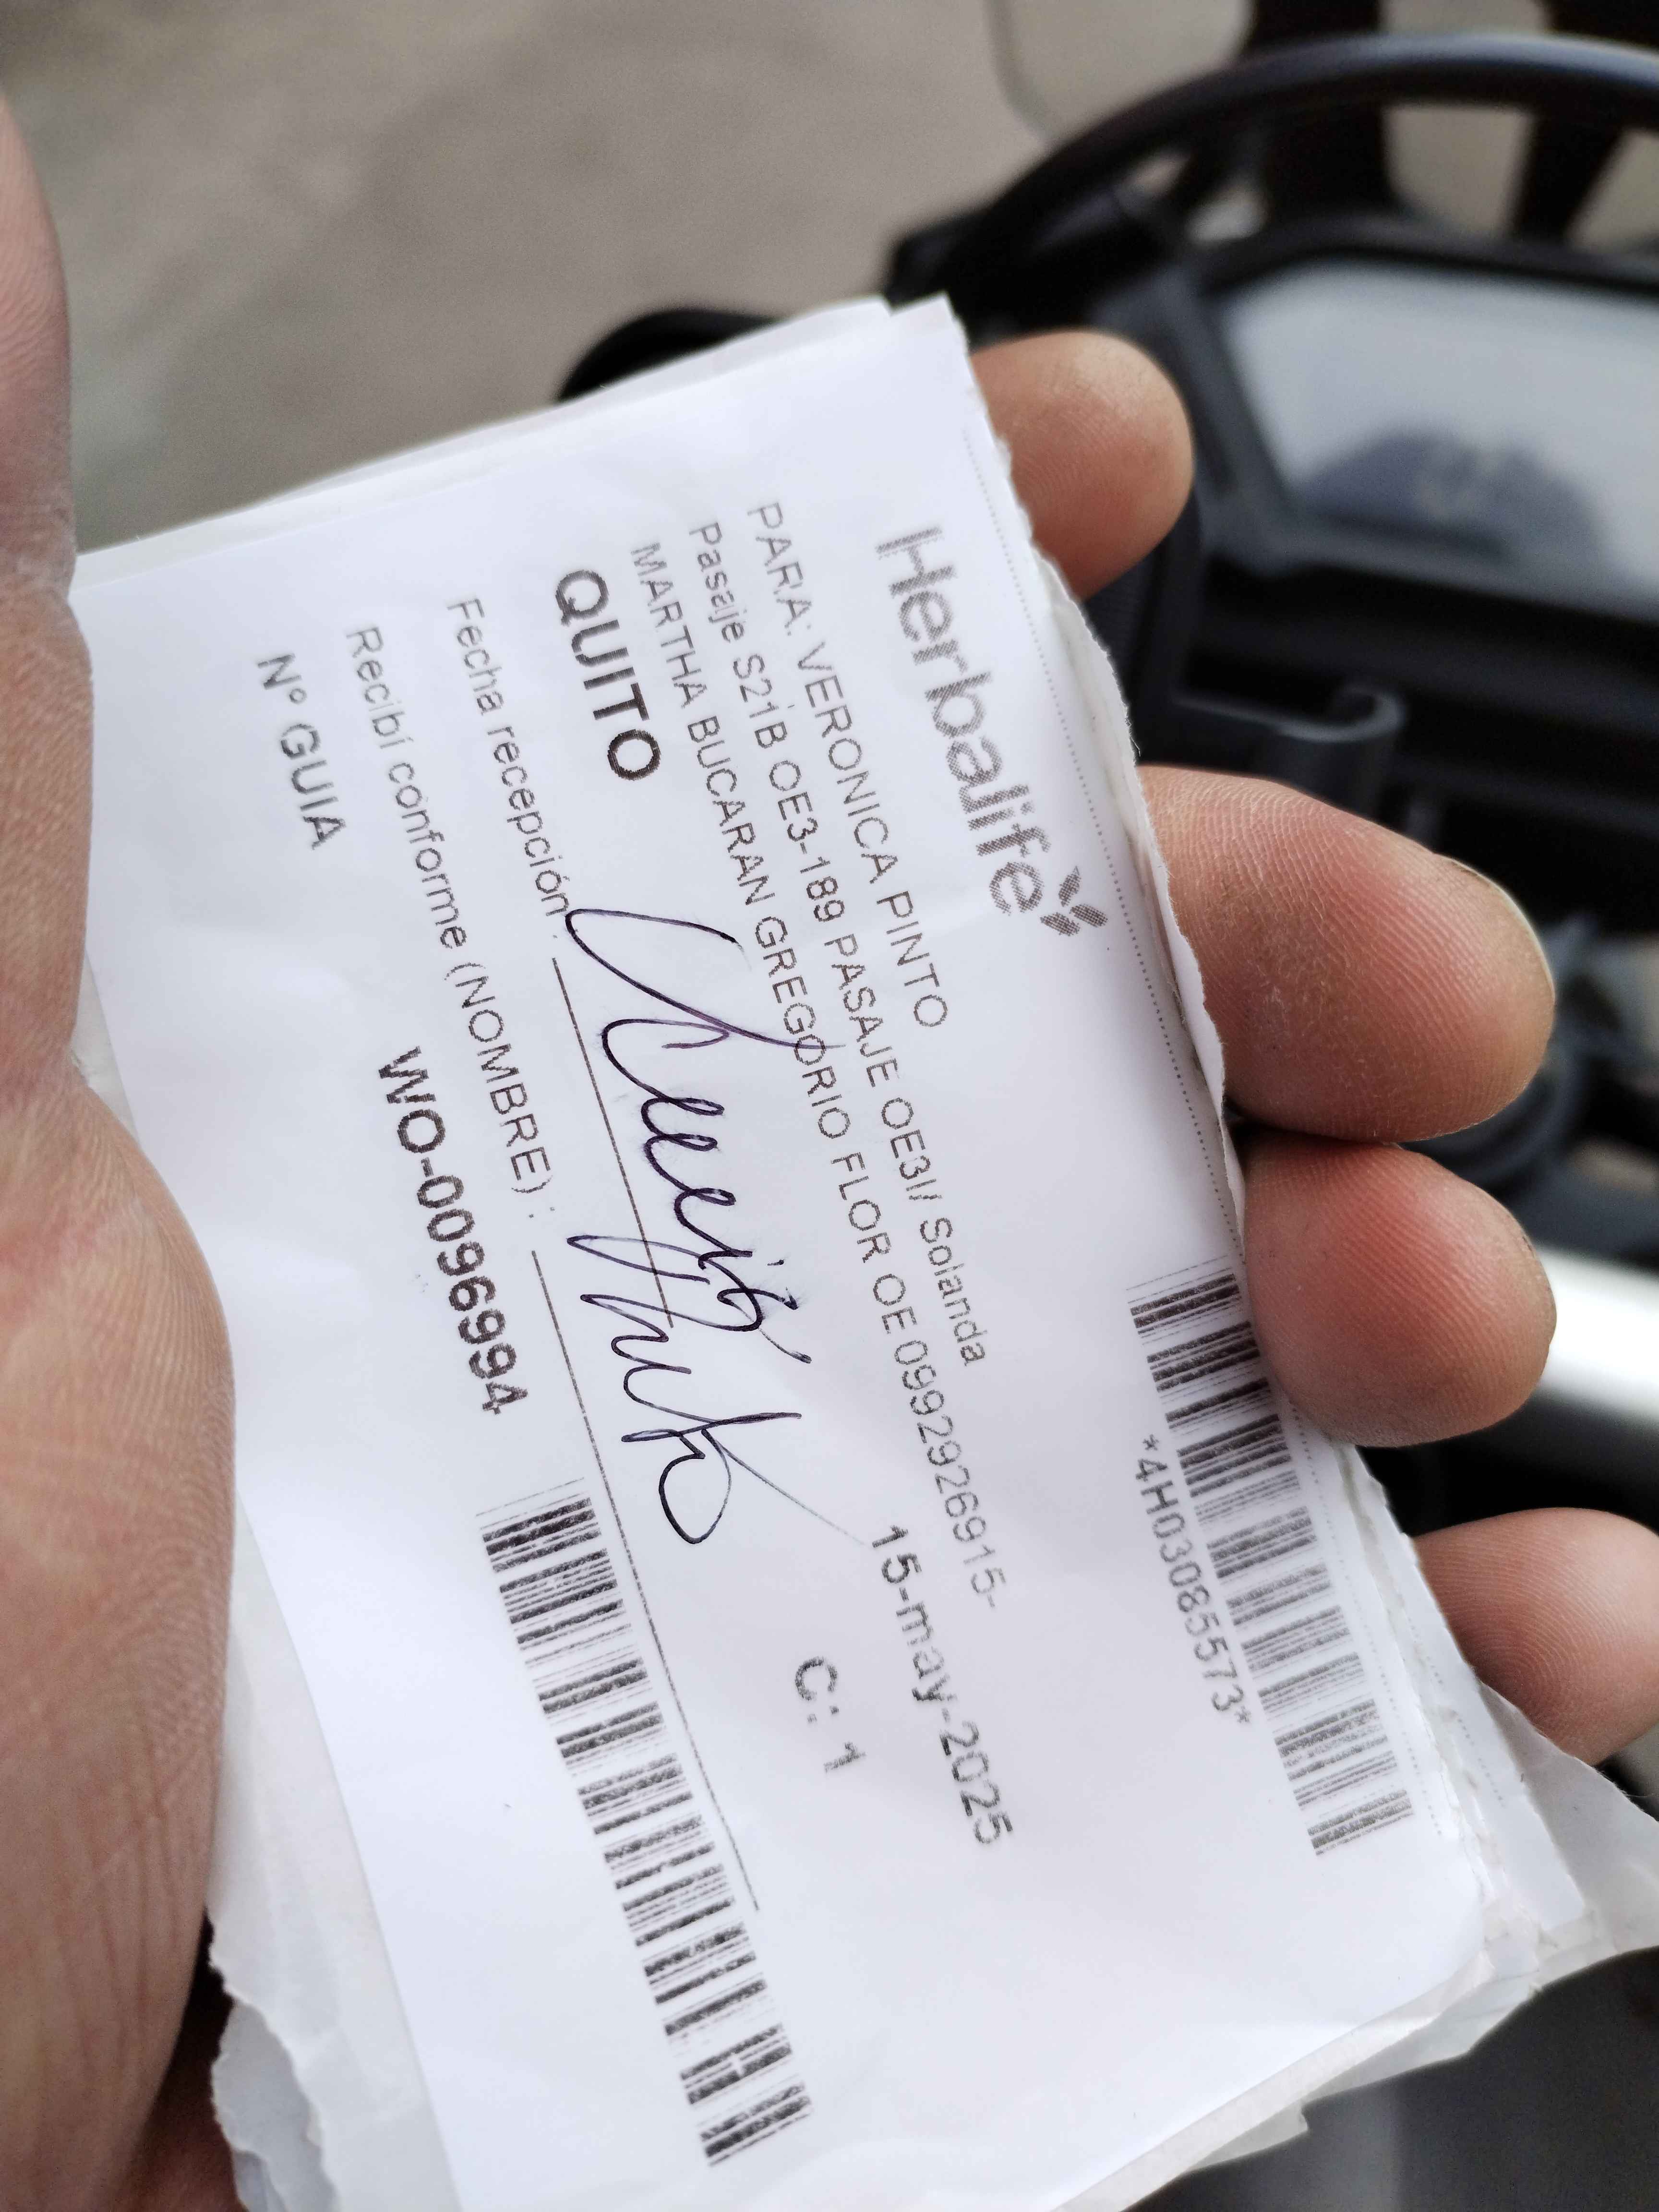 Herbalife
*4H03085573*
PARA: VERONICA PINTO
Pasaje S21B OE3-189 PASAJE OE3I// Solanda
MARTHA BUCARAN GREGORIO FLOR OE 0992926915-
QUITO
15-may-2025
C: 1
Fecha recepción:
Recibí conforme (NOMBRE) :
Nº GUIA
WO-0096994